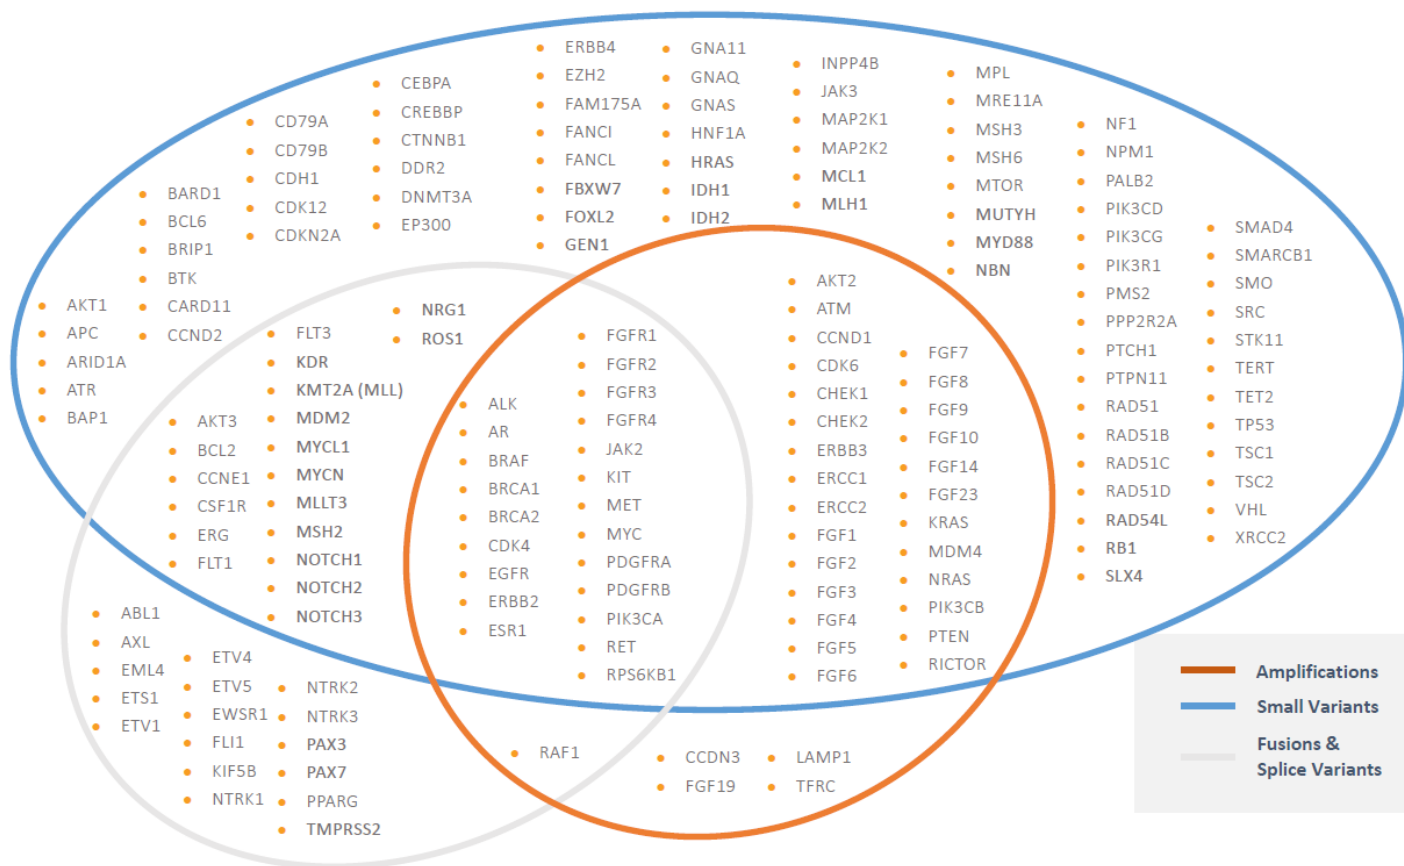 ERBB4
EZH2
FAM175A
FANCI
FANCL
FBXW7
FOXL2
GEN1
GNA11
GNAQ
GNAS
HNF1A
HRAS
IDH1
IDH2
INPP4B
JAK3
MAP2K1
MAP2K2
MCL1
MLH1
MPL
MRE11A
MSH3
MSH6
MTOR
MUTYH
MYD88
NBN
CEBPA
CREBBP
CTNNB1
DDR2
DNMT3A
EP300
CD79A
CD79B
CDH1
CDK12
CDKN2A
BARD1
BCL6
BRIP1
BTK
CARD11
CCND2
AKT1
APC
ARID1A
ATR
BAP1
NF1
NPM1
PALB2
PIK3CD
PIK3CG
PIK3R1
PMS2
PPP2R2A
PTCH1
PTPN11
RAD51
RAD51B
RAD51C
RAD51D
RAD54L
RB1
SLX4
SMAD4
SMARCB1
SMO
SRC
STK11
TERT
TET2
TP53
TSC1
TSC2
VHL
XRCC2
NRG1
ROS1
FLT3
KDR
KMT2A (MLL)
MDM2
MYCL1
MYCN
MLLT3
MSH2
NOTCH1
NOTCH2
NOTCH3
AKT3
BCL2
CCNE1
CSF1R
ERG
FLT1
ALK
AR
BRAF
BRCA1
BRCA2
CDK4
EGFR
ERBB2
ESR1
FGFR1
FGFR2
FGFR3
FGFR4
JAK2
KIT
MET
MYC
PDGFRA
PDGFRB
PIK3CA
RET
RPS6KB1
AKT2
ATM
CCND1
CDK6
CHEK1
CHEK2
ERBB3
ERCC1
ERCC2
FGF1
FGF2
FGF3
FGF4
FGF5
FGF6
FGF7
FGF8
FGF9
FGF10
FGF14
FGF23
KRAS
MDM4
NRAS
PIK3CB
PTEN
RICTOR
ABL1
AXL
EML4
ETS1
ETV1
ETV4
ETV5
EWSR1
FLI1
KIF5B
NTRK1
NTRK2
NTRK3
PAX3
PAX7
PPARG
TMPRSS2
RAF1
CCDN3
FGF19
LAMP1
TFRC
Amplifications
Small Variants
Fusions &
Splice Variants